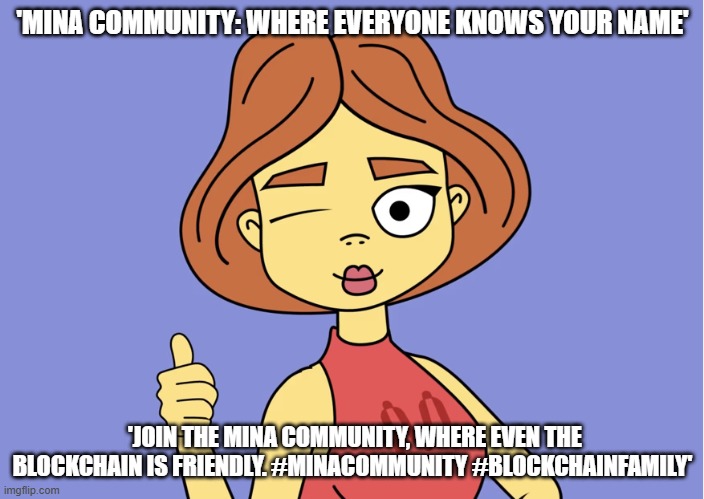 'MINA COMMUNITY: WHERE EVERYONE KNOWS YOUR NAME'
'JOIN THE MINA COMMUNITY, WHERE EVEN THE
BLOCKCHAIN IS FRIENDLY. #MINACOMMUNITY #BLOCKCHAINFAMILY'
imgflip.com